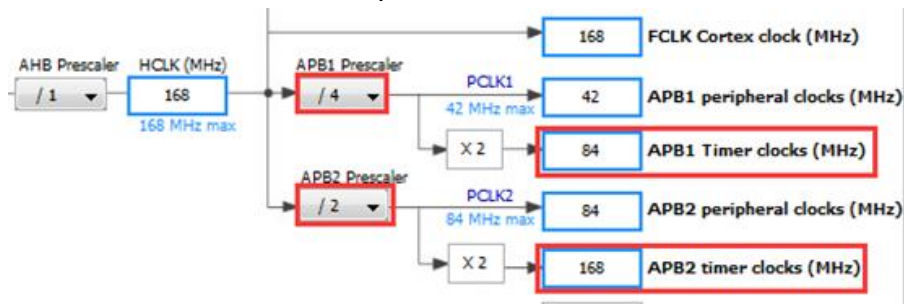 168 FCLK Cortex clock (MHz)
AHB Prescaler HCLK (MHz) APB1 Prescaler
/ 1 168 / 4 PCLK1 42 APB1 peripheral clocks (MHz)
168 MHz max 42 MHz max
X 2 84 APB1 Timer clocks (MHz)
APB2 Prescaler
/ 2 PCLK2 84 APB2 peripheral clocks (MHz)
84 MHz max
X 2 168 APB2 timer clocks (MHz)